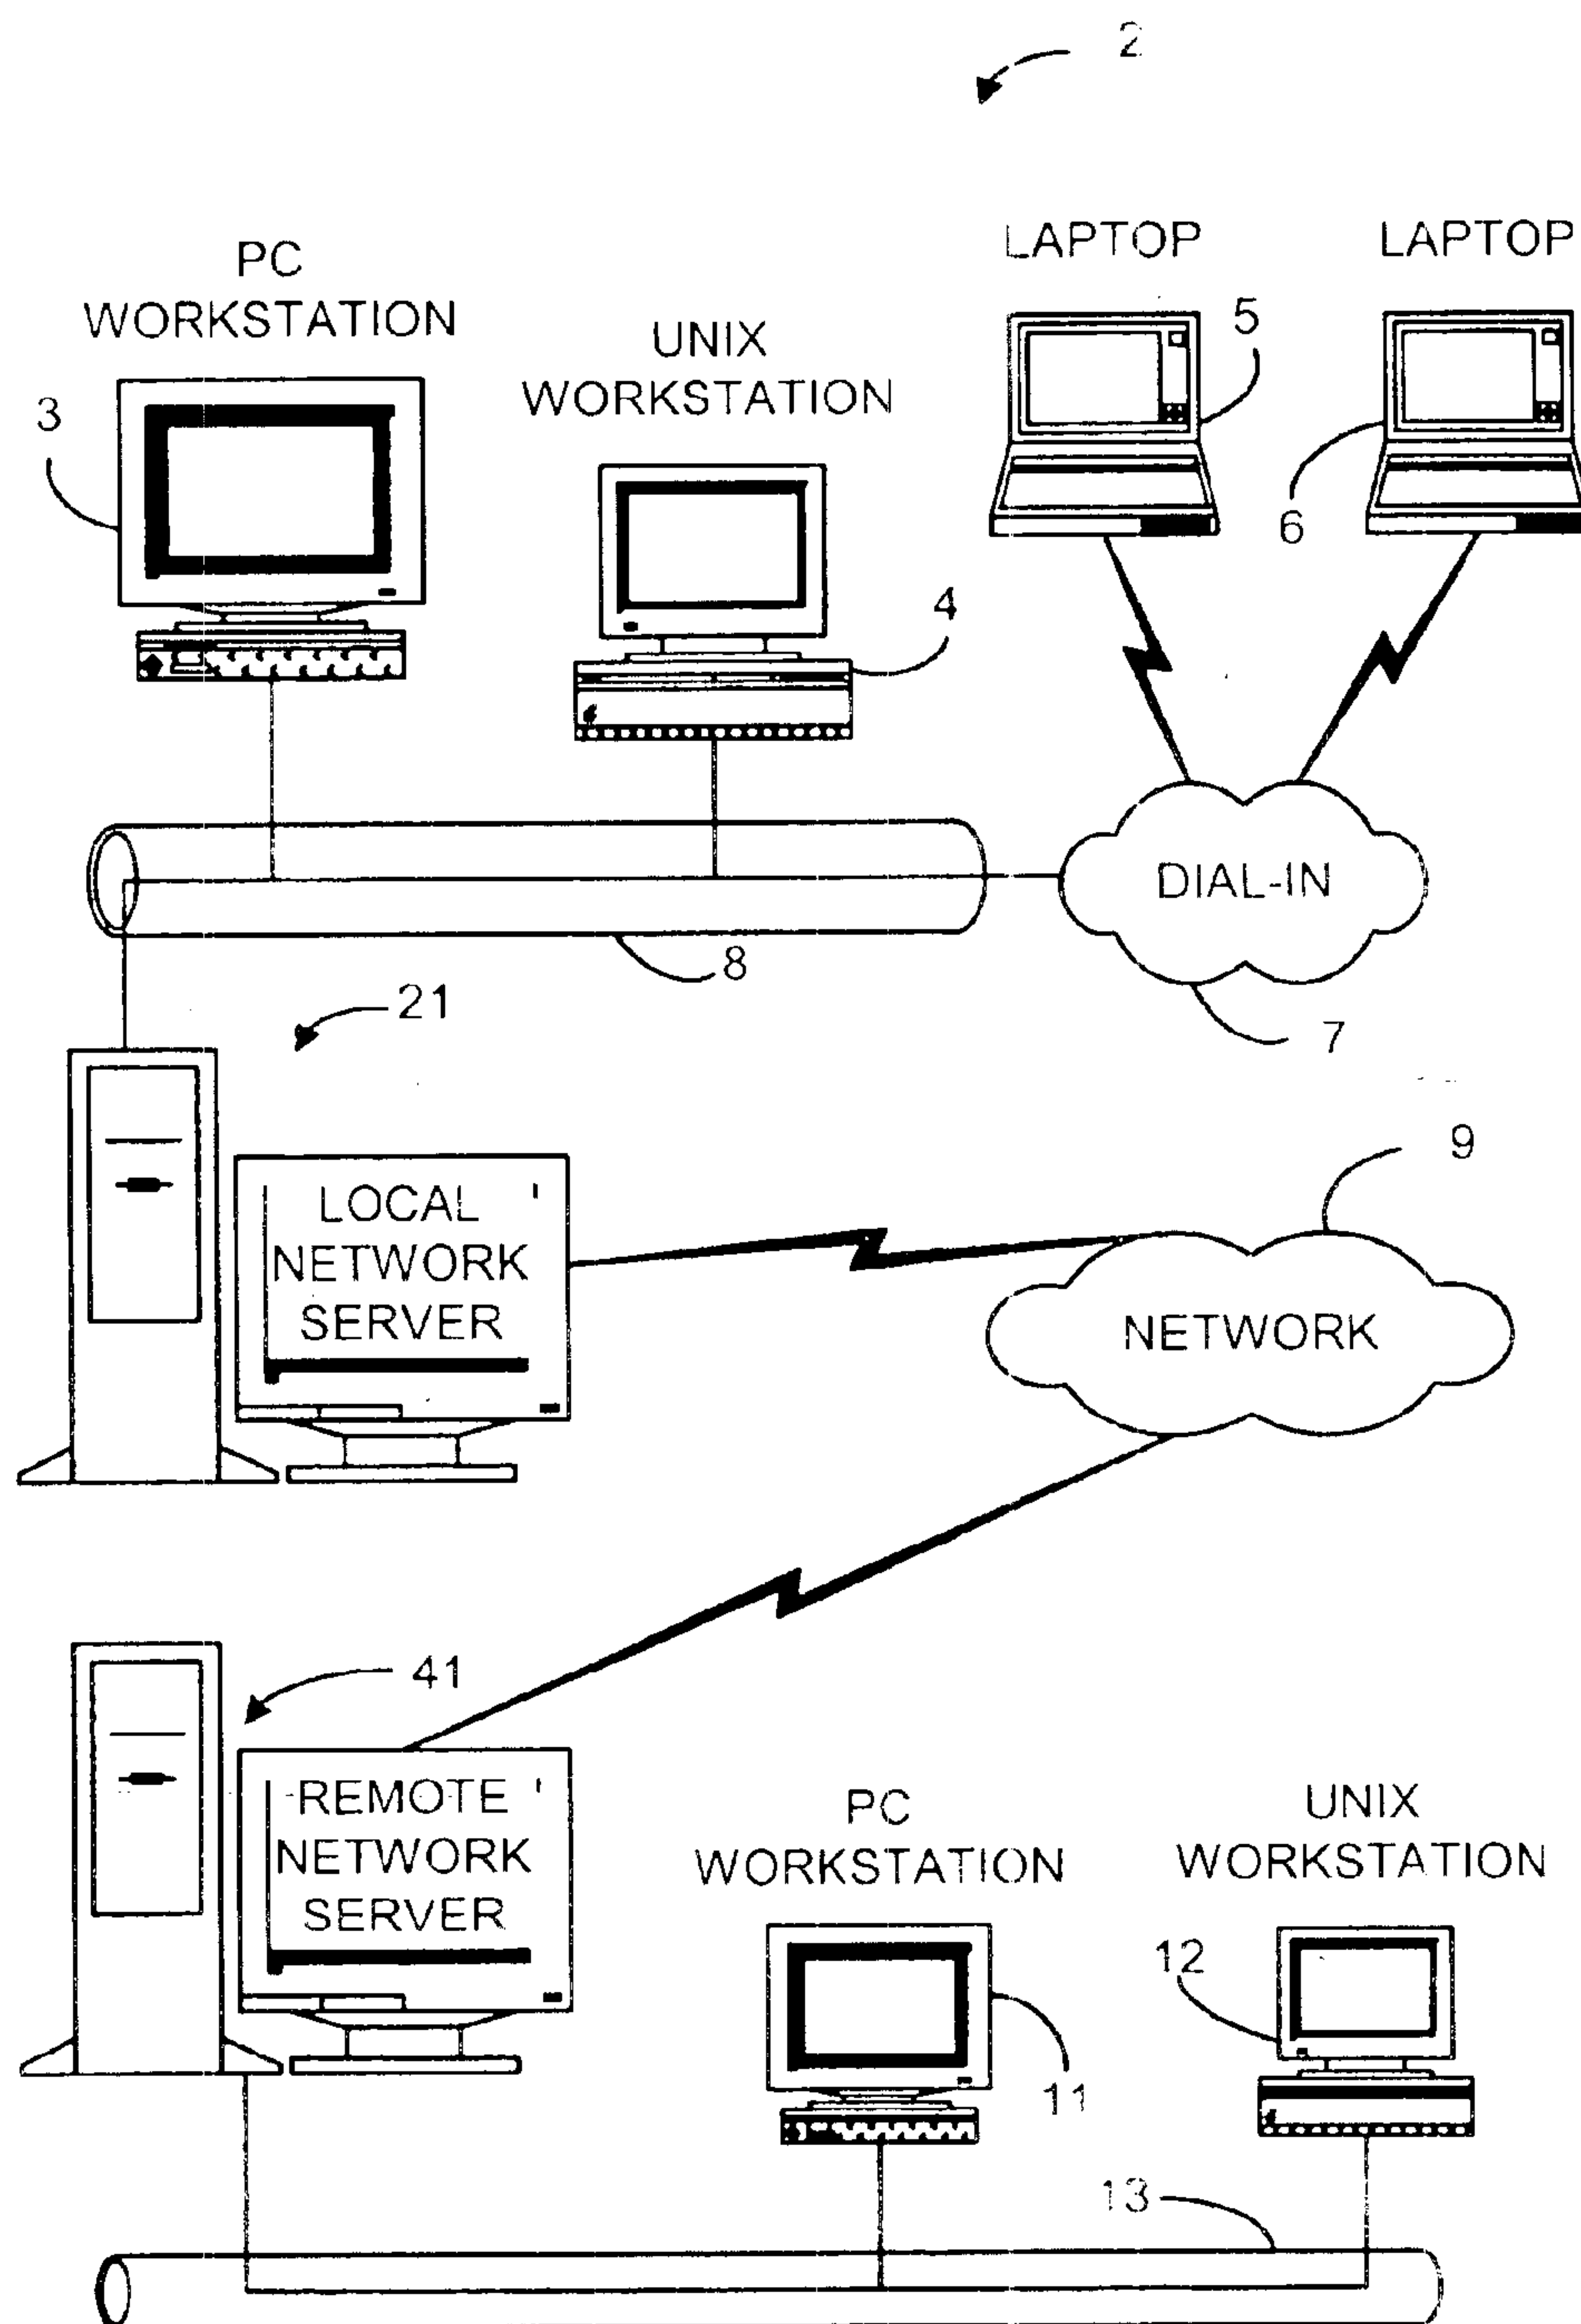 2
PC
WORKSTATION
UNIX
WORKSTATION
LAPTOP
LAPTOP
3
4
5
6
DIAL-IN
8
7
21
LOCAL
NETWORK
SERVER
9
NETWORK
41
REMOTE
NETWORK
SERVER
PC
WORKSTATION
UNIX
WORKSTATION
11
12
13